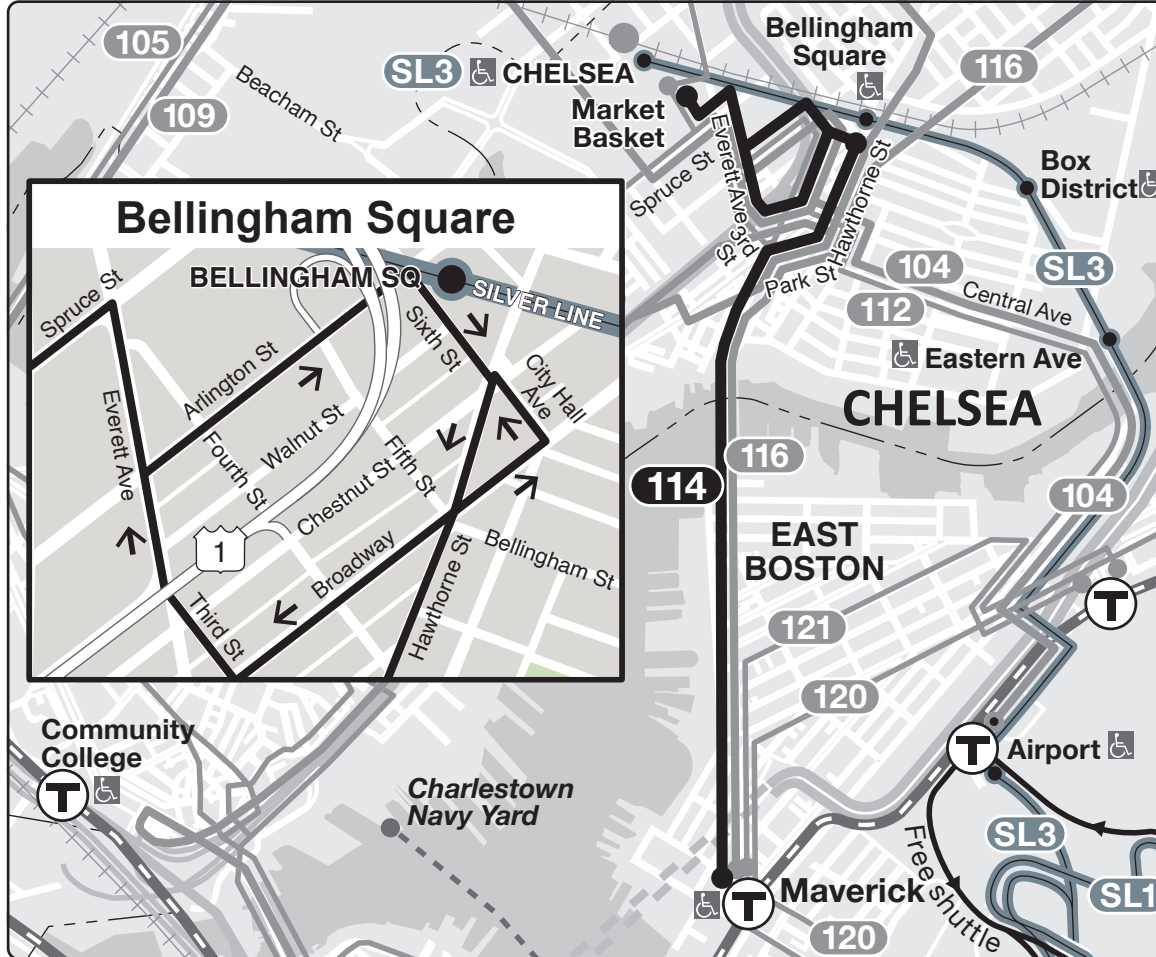 105
109
Beacham St
SL3
CHELSEA
Market
Basket
Bellingham
Square
116
Box
District
SL3
Everett Ave
Spruce St
3rd
St
Hawthorne St
Park St
104
112
Central Ave
Eastern Ave
CHELSEA
116
114
104
EAST
BOSTON
121
120
T
T
Airport
SL3
SL1
Free shuttle
T
Maverick
120
Community
College
T
Charlestown
Navy Yard
Bellingham Square
BELLINGHAM SQ
SILVER LINE
Spruce St
Arlington St
Sixth St
City Hall
Ave
Everett Ave
Fourth St
Walnut St
Fifth St
Chestnut St
1
Broadway
Bellingham St
Third St
Hawthorne St